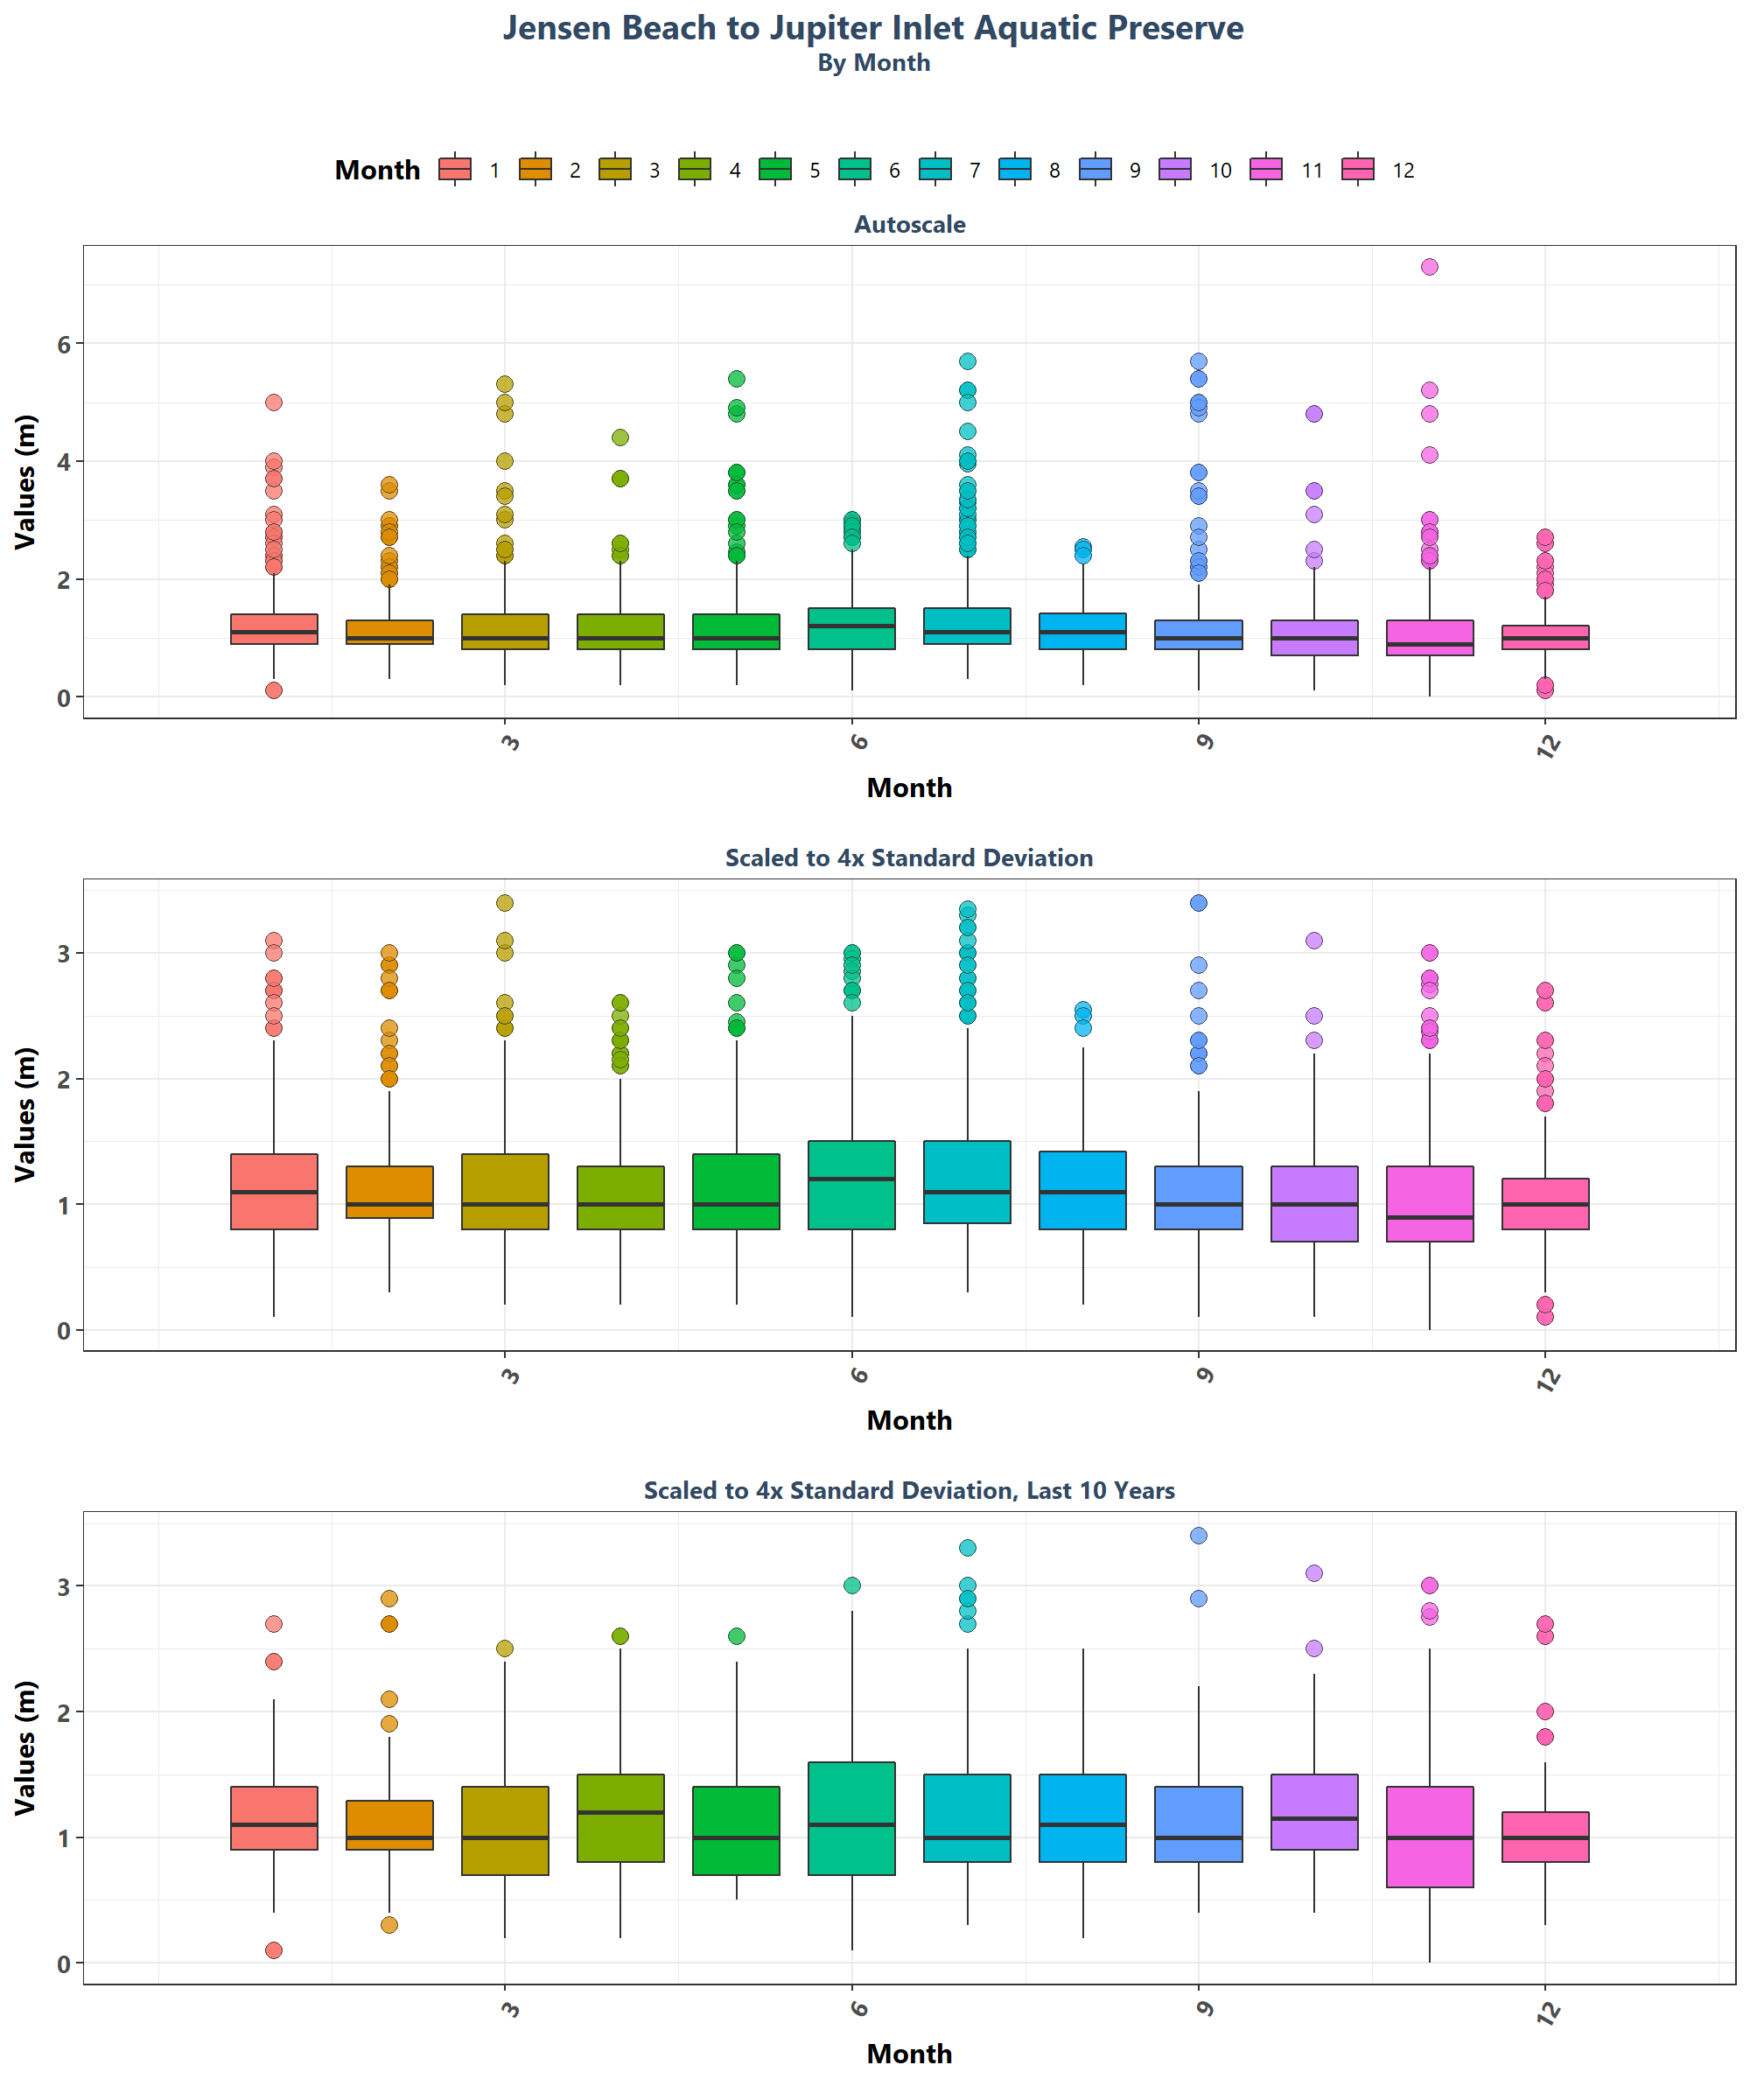 Jensen Beach to Jupiter Inlet Aquatic Preserve
By Month
Month 1 2 3 4 5 6 7 8 9 10 11 12
Autoscale
Values (m)
6
4
2
0
3 6 9 12
Month
Scaled to 4x Standard Deviation
Values (m)
3
2
1
0
3 6 9 12
Month
Scaled to 4x Standard Deviation, Last 10 Years
Values (m)
3
2
1
0
3 6 9 12
Month